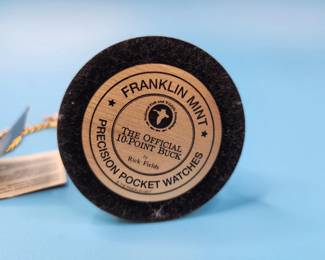 FRANKLIN MINT
THE OFFICIAL
10-POINT BUCK
by
Rick Fields
PRECISION POCKET WATCHES